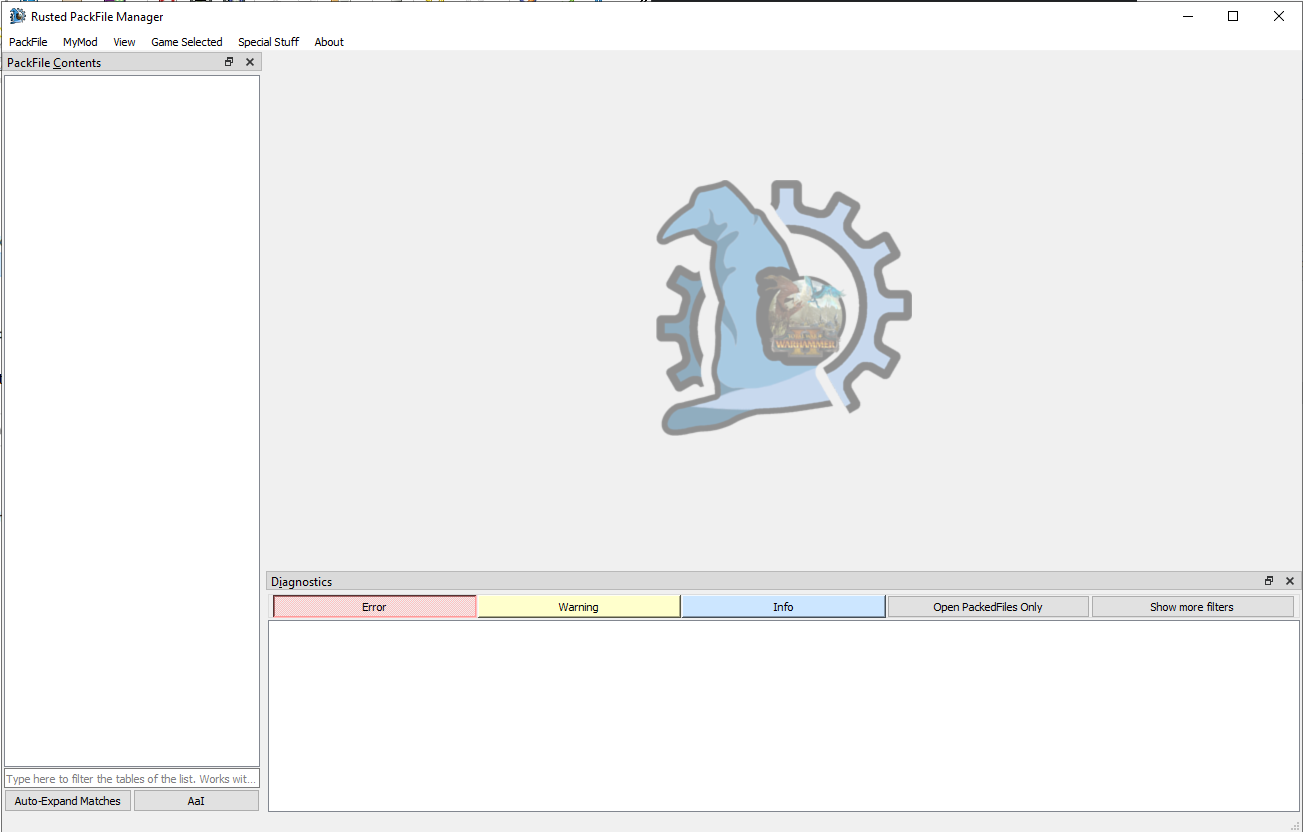 Rusted PackFile Manager
PackFile MyMod View Game Selected Special Stuff About
PackFile Contents
WARHAMMER
II
Diagnostics
Error Warning Info Open PackedFiles Only Show more filters
Type here to filter the tables of the list. Works wit...
Auto-Expand Matches AaI